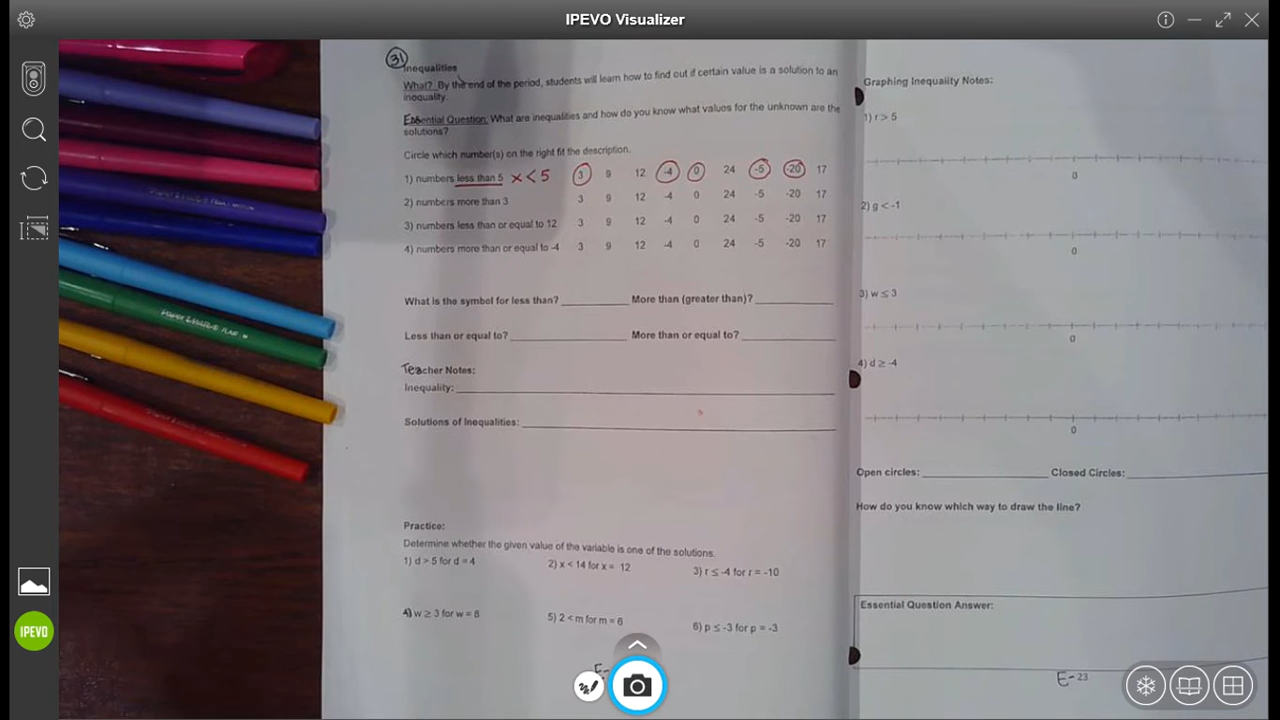 IPEVO Visualizer
31
Inequalities
What? By the end of the period, students will learn how to find out if certain value is a solution to an
inequality.
Essential Question: What are inequalities and how do you know what values for the unknown are the
solutions?
Circle which number(s) on the right fit the description.
1) numbers less than 5 x < 5 3 9 12 -4 0 24 -5 -20 17
2) numbers more than 3 3 9 12 -4 0 24 -5 -20 17
3) numbers less than or equal to 12 3 9 12 -4 0 24 -5 -20 17
4) numbers more than or equal to -4 3 9 12 -4 0 24 -5 -20 17
What is the symbol for less than? ________ More than (greater than)? ________
Less than or equal to? ________ More than or equal to? ________
Teacher Notes:
Inequality: ________
Solutions of Inequalities: ________
Practice:
Determine whether the given value of the variable is one of the solutions.
1) d > 5 for d = 4 2) x < 14 for x = 12 3) r ≤ -4 for r = -10
4) w ≥ 3 for w = 8 5) 2 < m for m = 6 6) p ≤ -3 for p = -3
Graphing Inequality Notes:
1) r > 5
0
2) g < -1
0
3) w ≤ 3
0
4) d ≥ -4
0
Open circles: ________ Closed Circles: ________
How do you know which way to draw the line?
Essential Question Answer:
E-23
IPEVO